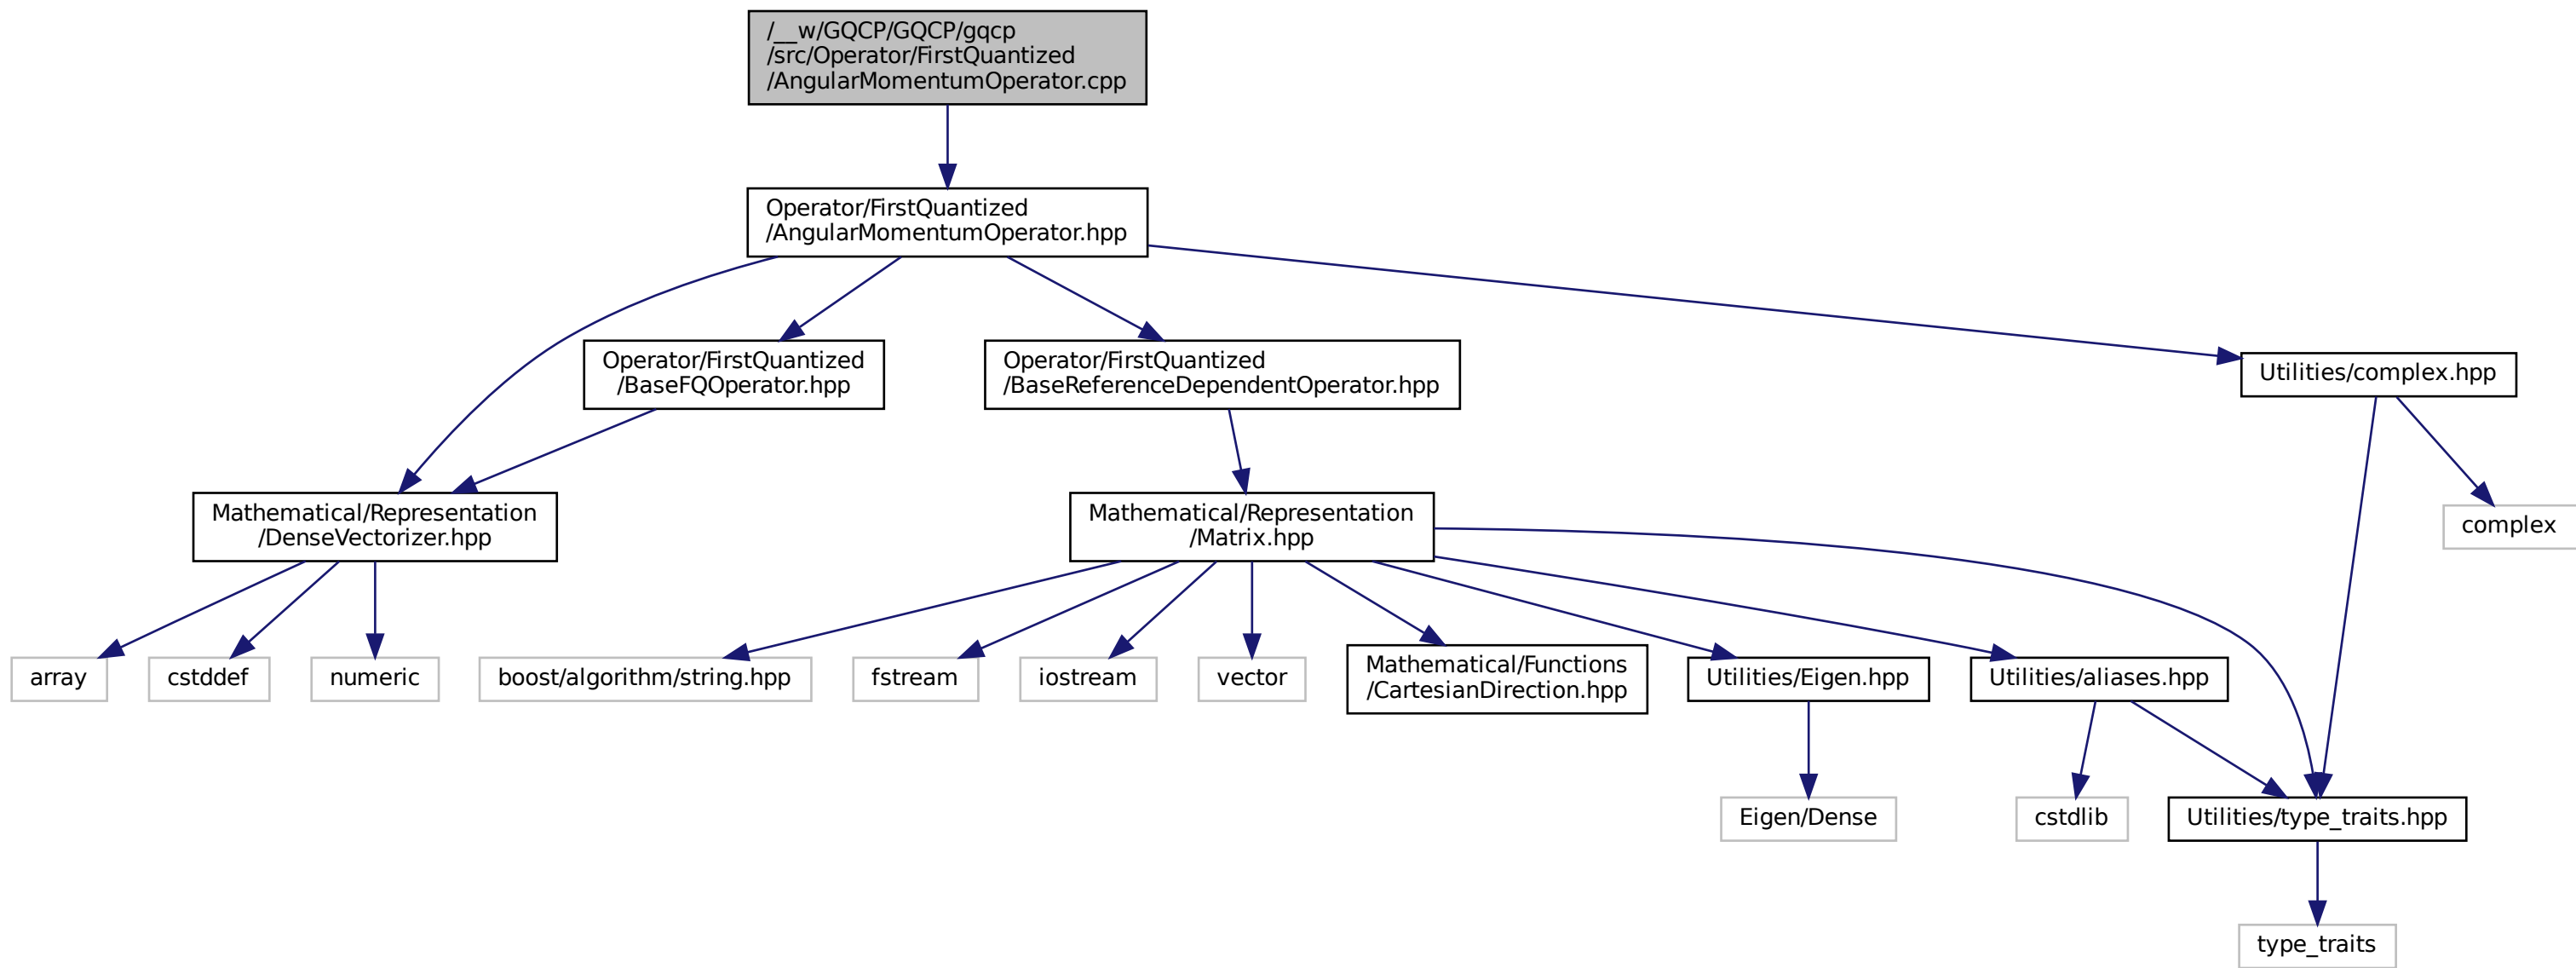 /__w/GQCP/GQCP/gqcp
/src/Operator/FirstQuantized
/AngularMomentumOperator.cpp
Operator/FirstQuantized
/AngularMomentumOperator.hpp
Operator/FirstQuantized
/BaseFQOperator.hpp
Operator/FirstQuantized
/BaseReferenceDependentOperator.hpp
Utilities/complex.hpp
Mathematical/Representation
/DenseVectorizer.hpp
Mathematical/Representation
/Matrix.hpp
complex
array
cstddef
numeric
boost/algorithm/string.hpp
fstream
iostream
vector
Mathematical/Functions
/CartesianDirection.hpp
Utilities/Eigen.hpp
Utilities/aliases.hpp
Eigen/Dense
cstdlib
Utilities/type_traits.hpp
type_traits